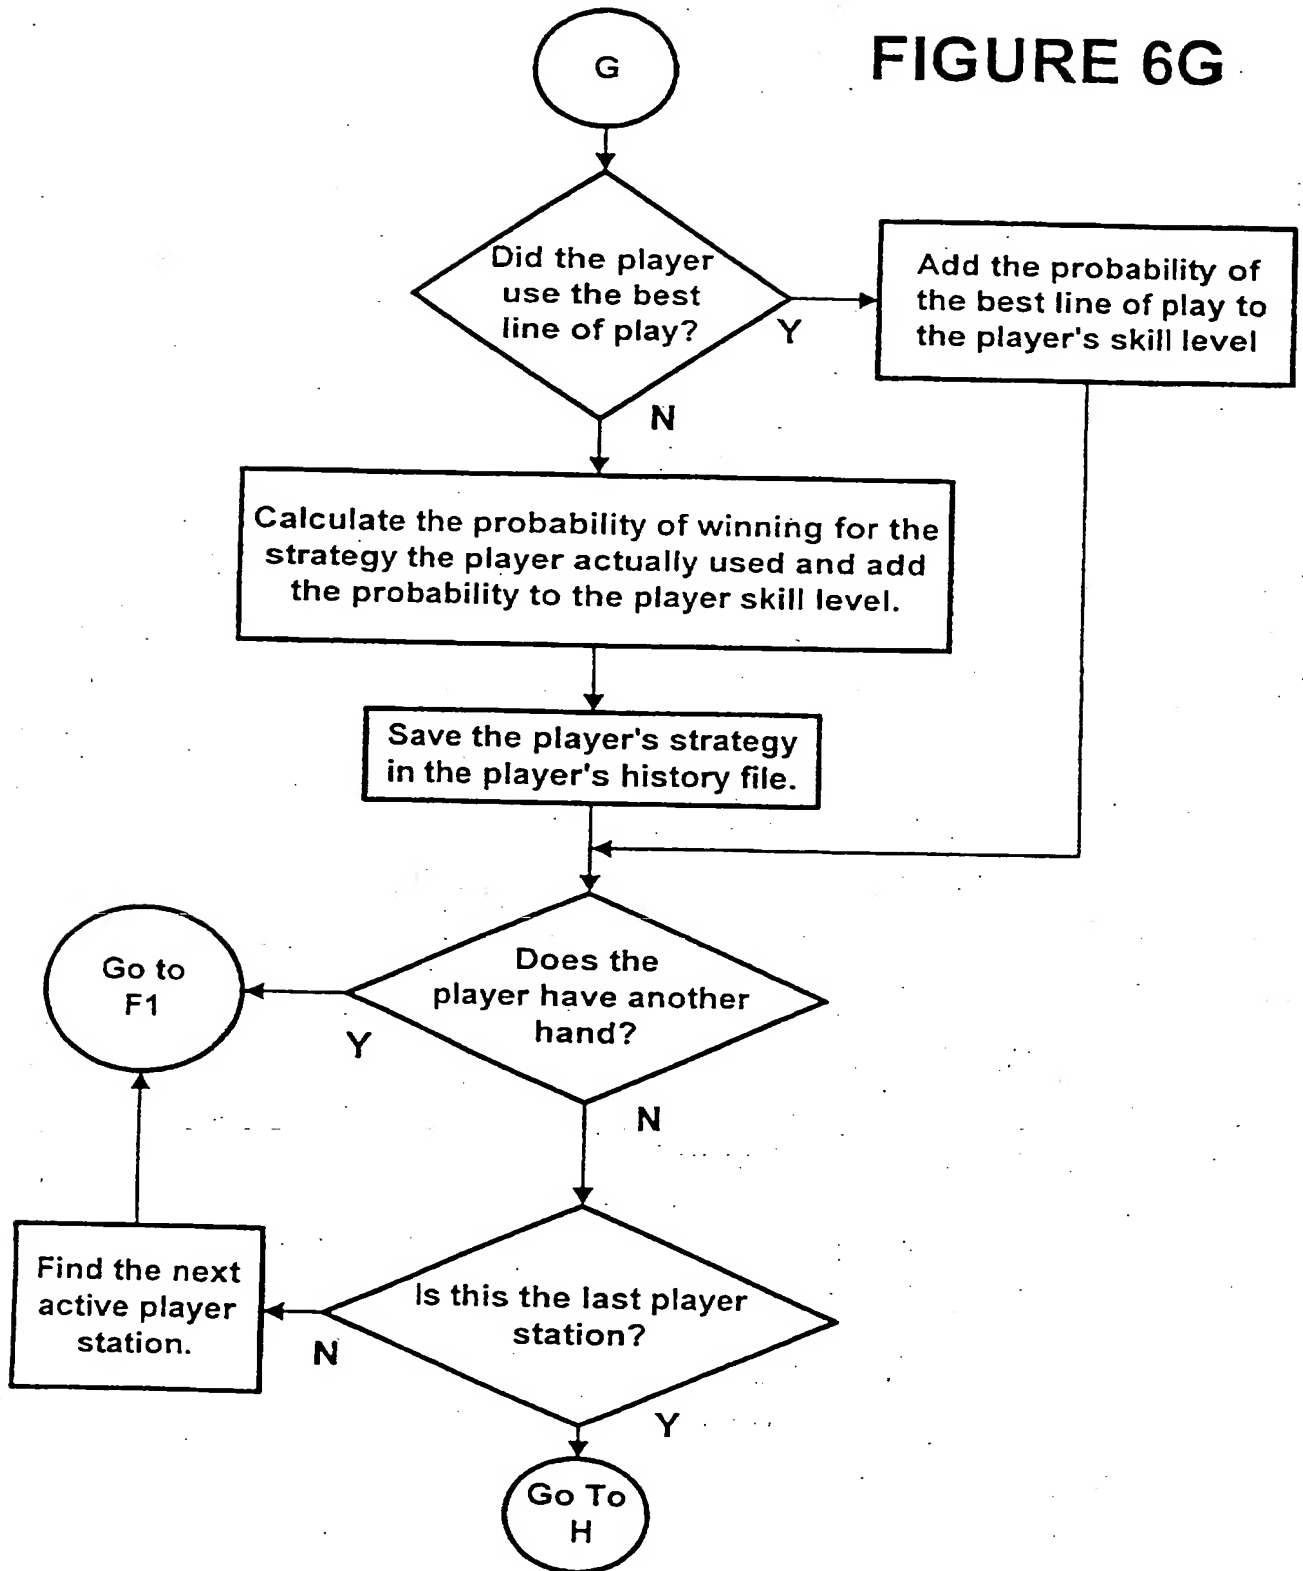 FIGURE 6G
G
Did the player
use the best
line of play?
Y
Add the probability of
the best line of play to
the player's skill level
N
Calculate the probability of winning for the
strategy the player actually used and add
the probability to the player skill level.
Save the player's strategy
in the player's history file.
Does the
player have another
hand?
Y
Go to
F1
N
Is this the last player
station?
N
Find the next
active player
station.
Y
Go To
H